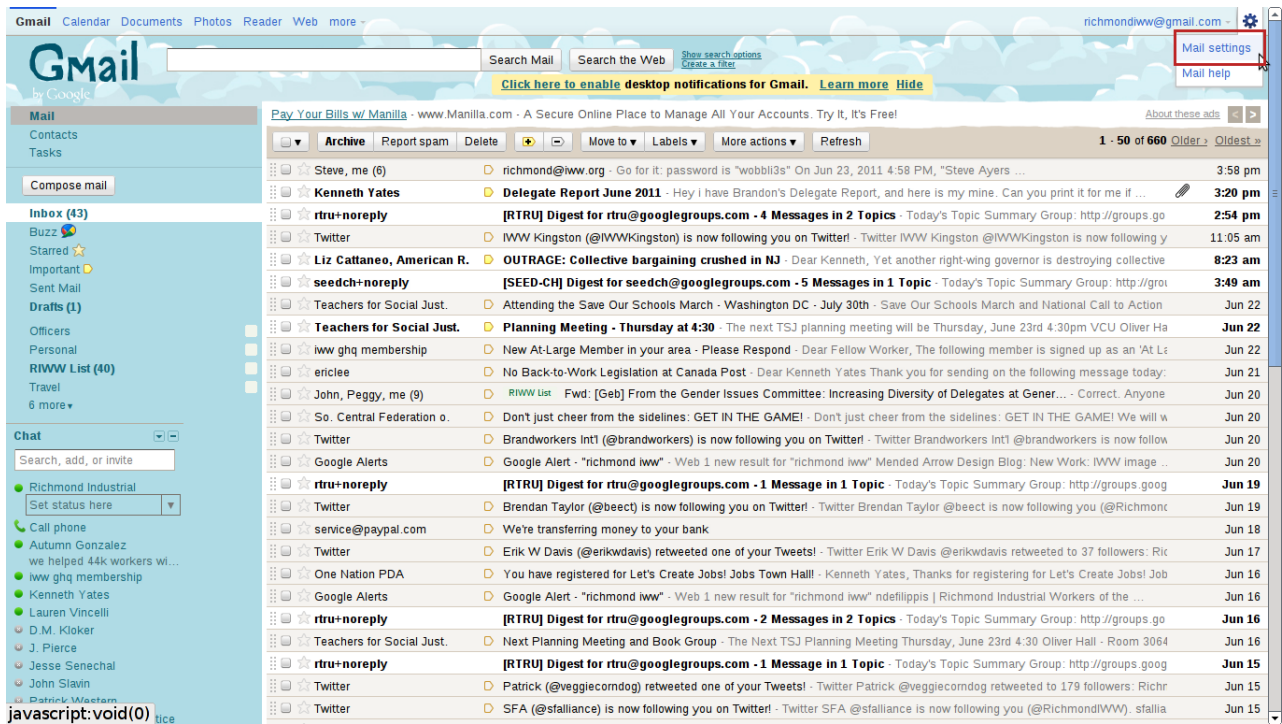 Gmail Calendar Documents Photos Reader Web more
richmondiww@gmail.com
Mail settings
Mail help
Gmail
by Google
Search Mail
Search the Web
Show search options
Create a filter
Click here to enable desktop notifications for Gmail. Learn more Hide
Mail
Contacts
Tasks
Compose mail
Inbox (43)
Buzz
Starred
Important
Sent Mail
Drafts (1)
Officers
Personal
RIWW List (40)
Travel
6 more
Chat
Search, add, or invite
Richmond Industrial
Set status here
Call phone
Autumn Gonzalez
we helped 44k workers wi...
iww ghq membership
Kenneth Yates
Lauren Vincelli
D.M. Kloker
J. Pierce
Jesse Senechal
John Slavin
Patrick Western
javascript:void(0)
tice
Pay Your Bills w/ Manilla - www.Manilla.com - A Secure Online Place to Manage All Your Accounts. Try It, It's Free!
About these ads < >
Archive Report spam Delete Move to Labels More actions Refresh
1 - 50 of 660 Older › Oldest »
Steve, me (6) richmond@iww.org - Go for it: password is "wobbli3s" On Jun 23, 2011 4:58 PM, "Steve Ayers ... 3:58 pm
Kenneth Yates Delegate Report June 2011 - Hey i have Brandon's Delegate Report, and here is mine. Can you print it for me if ... 3:20 pm
rtru+noreply [RTRU] Digest for rtru@googlegroups.com - 4 Messages in 2 Topics - Today's Topic Summary Group: http://groups.go 2:54 pm
Twitter IWW Kingston (@IWWKingston) is now following you on Twitter! - Twitter IWW Kingston @IWWKingston is now following y 11:05 am
Liz Cattaneo, American R. OUTRAGE: Collective bargaining crushed in NJ - Dear Kenneth, Yet another right-wing governor is destroying collective 8:23 am
seedch+noreply [SEED-CH] Digest for seedch@googlegroups.com - 5 Messages in 1 Topic - Today's Topic Summary Group: http://grou 3:49 am
Teachers for Social Just. Attending the Save Our Schools March - Washington DC - July 30th - Save Our Schools March and National Call to Action Jun 22
Teachers for Social Just. Planning Meeting - Thursday at 4:30 - The next TSJ planning meeting will be Thursday, June 23rd 4:30pm VCU Oliver Ha Jun 22
iww ghq membership New At-Large Member in your area - Please Respond - Dear Fellow Worker, The following member is signed up as an 'At La Jun 22
ericlee No Back-to-Work Legislation at Canada Post - Dear Kenneth Yates Thank you for sending on the following message today: Jun 21
John, Peggy, me (9) RIWW List Fwd: [Geb] From the Gender Issues Committee: Increasing Diversity of Delegates at Gener... - Correct. Anyone Jun 20
So. Central Federation o. Don't just cheer from the sidelines: GET IN THE GAME! - Don't just cheer from the sidelines: GET IN THE GAME! We will w Jun 20
Twitter Brandworkers Int'l (@brandworkers) is now following you on Twitter! - Twitter Brandworkers Int'l @brandworkers is now follow Jun 20
Google Alerts Google Alert - "richmond iww" - Web 1 new result for "richmond iww" Mended Arrow Design Blog: New Work: IWW image .. Jun 20
rtru+noreply [RTRU] Digest for rtru@googlegroups.com - 1 Message in 1 Topic - Today's Topic Summary Group: http://groups.goog Jun 19
Twitter Brendan Taylor (@beect) is now following you on Twitter! - Twitter Brendan Taylor @beect is now following you (@Richmond Jun 19
service@paypal.com We're transferring money to your bank Jun 18
Twitter Erik W Davis (@erikwdavis) retweeted one of your Tweets! - Twitter Erik W Davis @erikwdavis retweeted to 37 followers: Ric Jun 17
One Nation PDA You have registered for Let's Create Jobs! Jobs Town Hall! - Kenneth Yates, Thanks for registering for Let's Create Jobs! Job Jun 16
Google Alerts Google Alert - "richmond iww" - Web 1 new result for "richmond iww" ndefilippis | Richmond Industrial Workers of the ... Jun 16
rtru+noreply [RTRU] Digest for rtru@googlegroups.com - 2 Messages in 2 Topics - Today's Topic Summary Group: http://groups.go Jun 16
Teachers for Social Just. Next Planning Meeting and Book Group - The Next TSJ Planning Meeting Thursday, June 23rd 4:30 Oliver Hall - Room 3064 Jun 16
rtru+noreply [RTRU] Digest for rtru@googlegroups.com - 1 Message in 1 Topic - Today's Topic Summary Group: http://groups.goog Jun 15
Twitter Patrick (@veggiecorndog) retweeted one of your Tweets! - Twitter Patrick @veggiecorndog retweeted to 179 followers: Richr Jun 15
Twitter SFA (@sfalliance) is now following you on Twitter! - Twitter SFA @sfalliance is now following you (@RichmondIWW). sfallia Jun 15